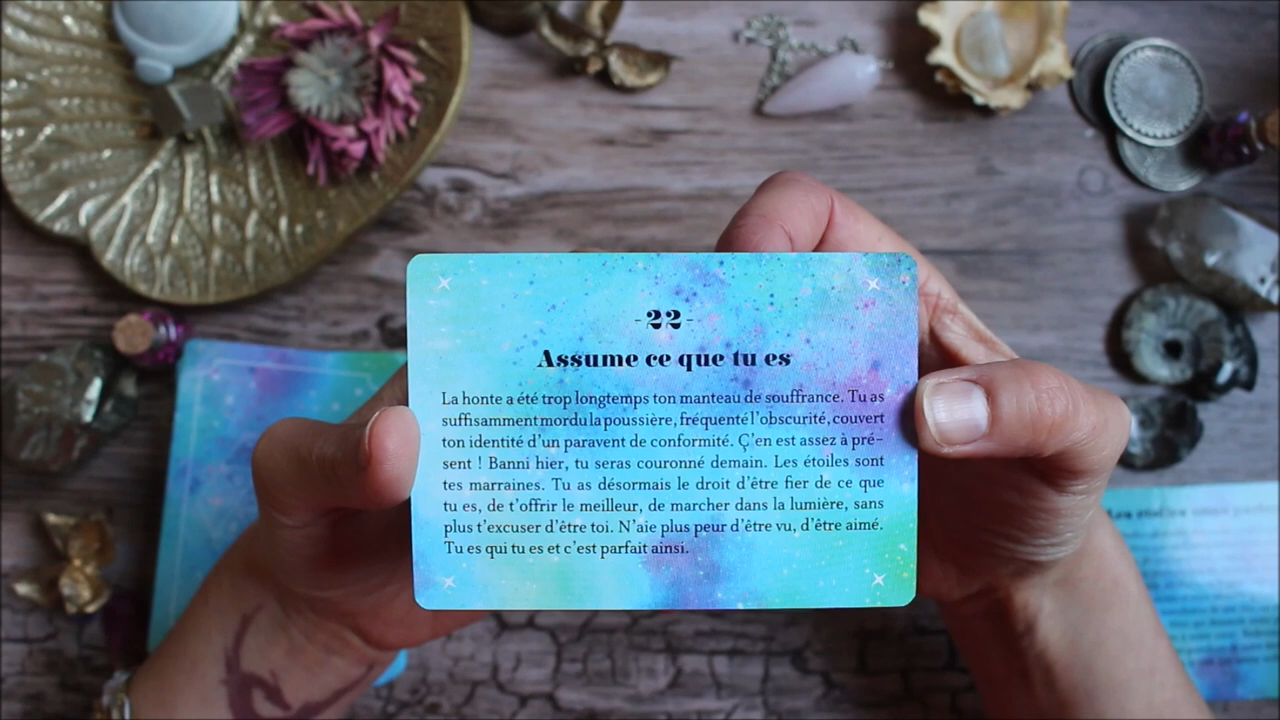 -22-
Assume ce que tu es
La honte a été trop longtemps ton manteau de souffrance. Tu as
suffisamment mordu la poussière, fréquenté l'obscurité, couvert
ton identité d'un paravent de conformité. Ç'en est assez à pré-
sent ! Banni hier, tu seras couronné demain. Les étoiles sont
tes marraines. Tu as désormais le droit d'être fier de ce que
tu es, de t'offrir le meilleur, de marcher dans la lumière, sans
plus t'excuser d'être toi. N'aie plus peur d'être vu, d'être aimé.
Tu es qui tu es et c'est parfait ainsi.